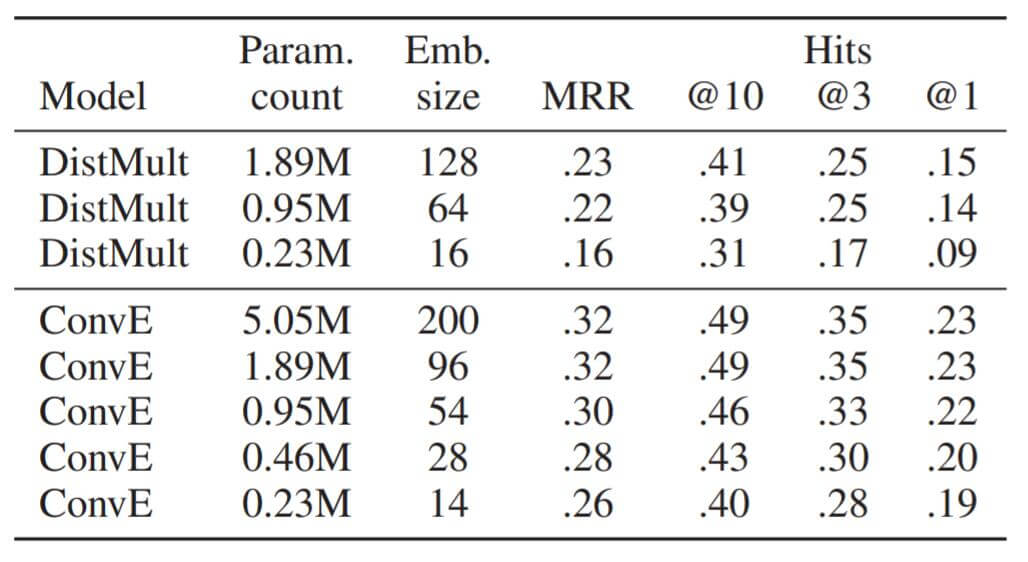 Param. Emb. Hits
Model count size MRR @10 @3 @1
DistMult 1.89M 128 .23 .41 .25 .15
DistMult 0.95M 64 .22 .39 .25 .14
DistMult 0.23M 16 .16 .31 .17 .09
ConvE 5.05M 200 .32 .49 .35 .23
ConvE 1.89M 96 .32 .49 .35 .23
ConvE 0.95M 54 .30 .46 .33 .22
ConvE 0.46M 28 .28 .43 .30 .20
ConvE 0.23M 14 .26 .40 .28 .19